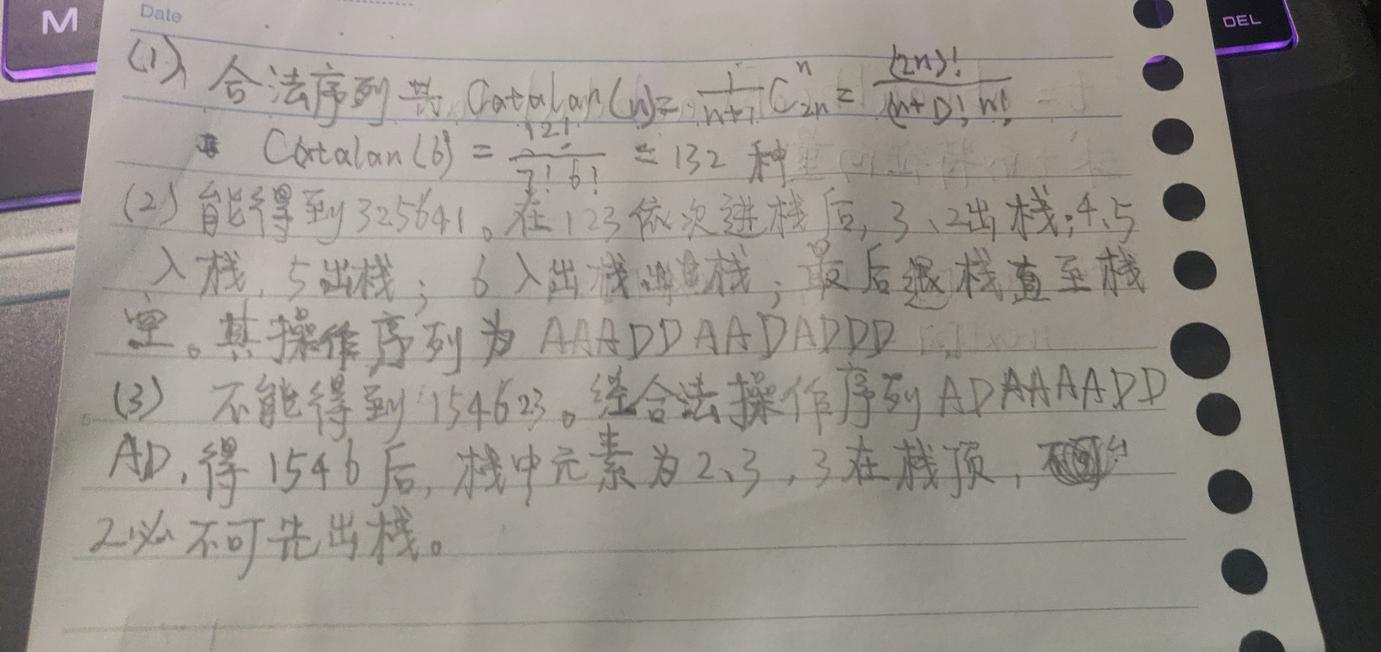 M
Date
DEL
(1) 合法序列共 Catalan(n)= \frac{1}{n+1} C_{2n}^{n} = \frac{(2n)!}{(n+1)! n!}
Catalan(6) = \frac{12!}{7! 6!} = 132 种
(2) 能得到325641。在123依次进栈后, 3、2出栈; 4、5
入栈, 5出栈; 6入出栈 栈; 最后退栈直至栈
空。其操作序列为 AAADDAADADDD
(3) 不能得到154623。经合法操作序列 ADAAAADD
AD, 得1546后, 栈中元素为2、3, 3在栈顶,
2必不可先出栈。